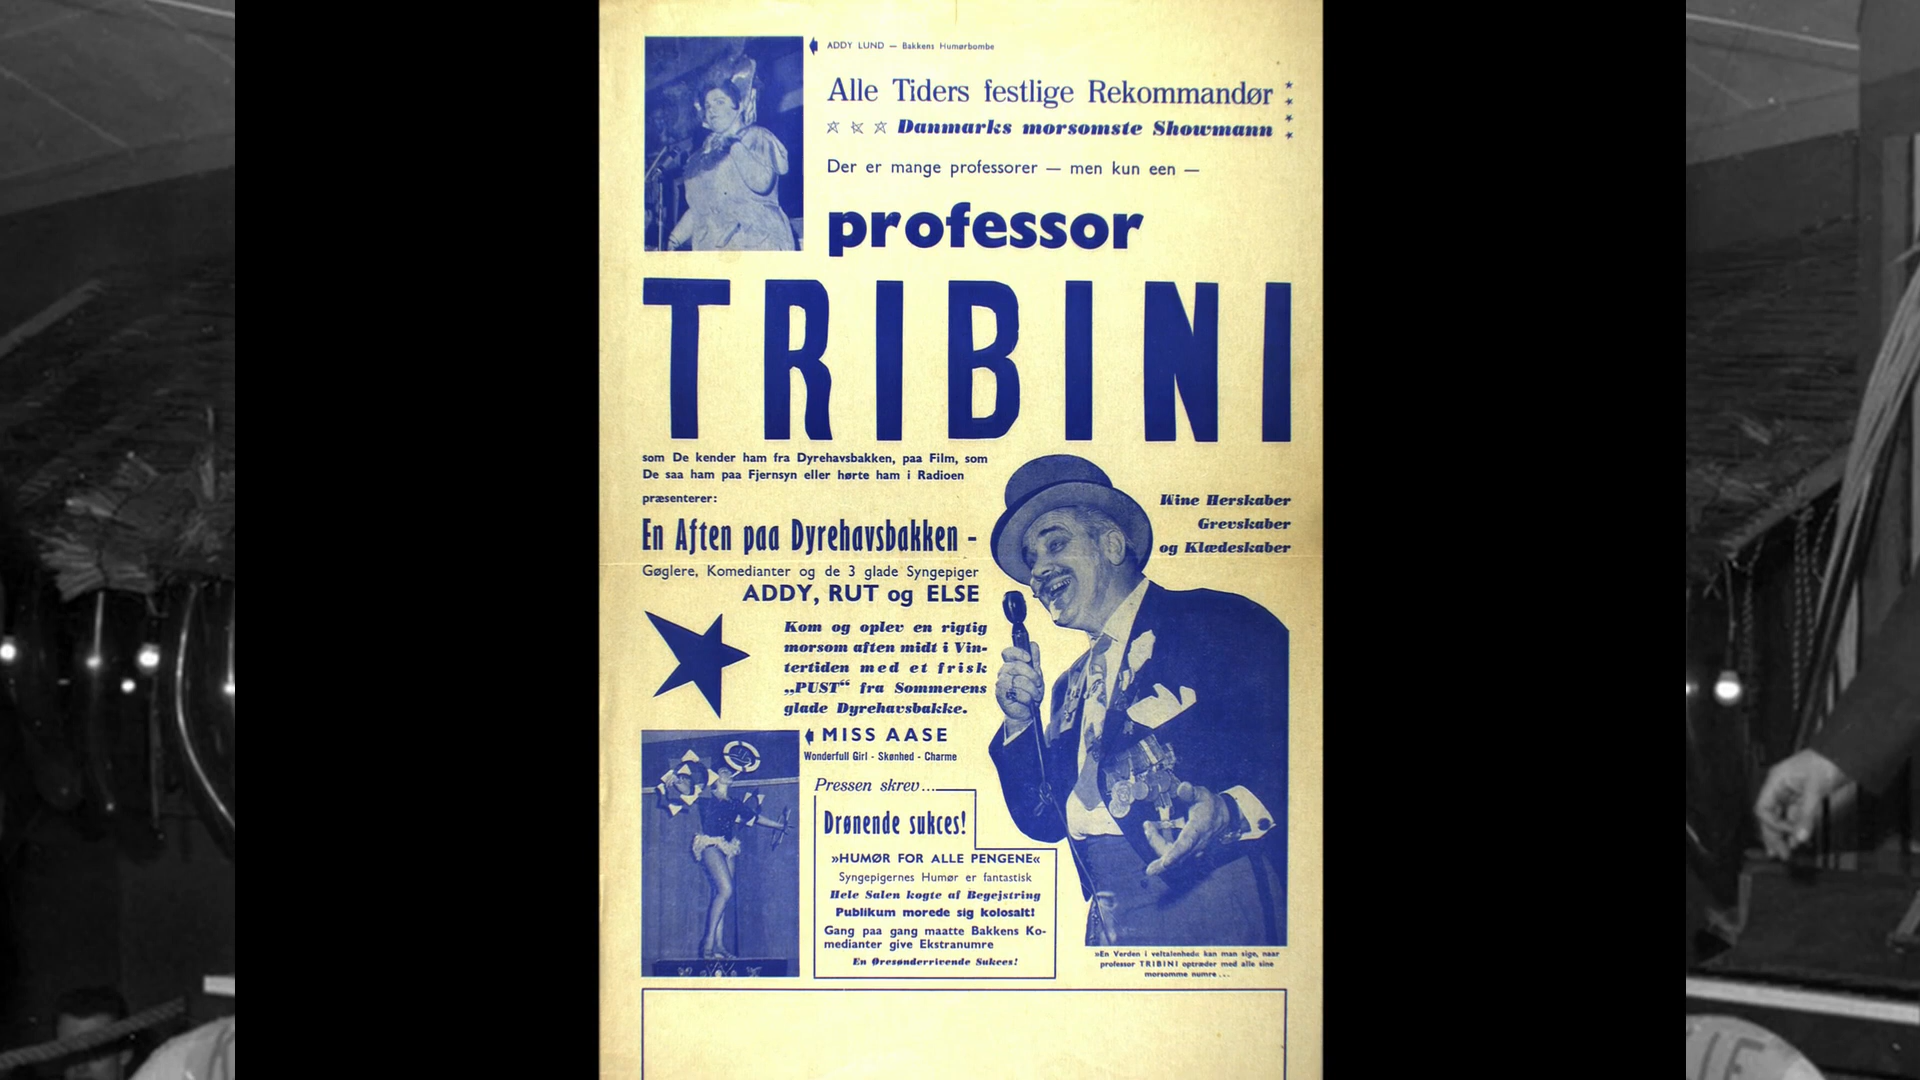 ADDY LUND — Bakkens Humørbombe
Alle Tiders festlige Rekommandør
Danmarks morsomste Showmann
Der er mange professorer — men kun een —
professor
TRIBINI
som De kender ham fra Dyrehavsbakken, paa Film, som
De saa ham paa Fjernsyn eller hørte ham i Radioen
præsenterer:
En Aften paa Dyrehavsbakken -
Gøglere, Komedianter og de 3 glade Syngepiger
ADDY, RUT og ELSE
Wine Herskaber
Grevskaber
og Klædeskaber
Kom og oplev en rigtig
morsom aften midt i Vin-
tertiden med et frisk
„PUST“ fra Sommerens
glade Dyrehavsbakke.
MISS AASE
Wonderfull Girl - Skønhed - Charme
Pressen skrev...
Drønende sukces!
»HUMØR FOR ALLE PENGENE«
Syngepigernes Humør er fantastisk
Hele Salen kogte af Begejstring
Publikum morede sig kolosalt!
Gang paa gang maatte Bakkens Ko-
medianter give Ekstranumre
En Øresønderrivende Sukces!
»En Verden i veltalenhed« kan man sige, naar
professor TRIBINI optræder med alle sine
morsomme numre ...